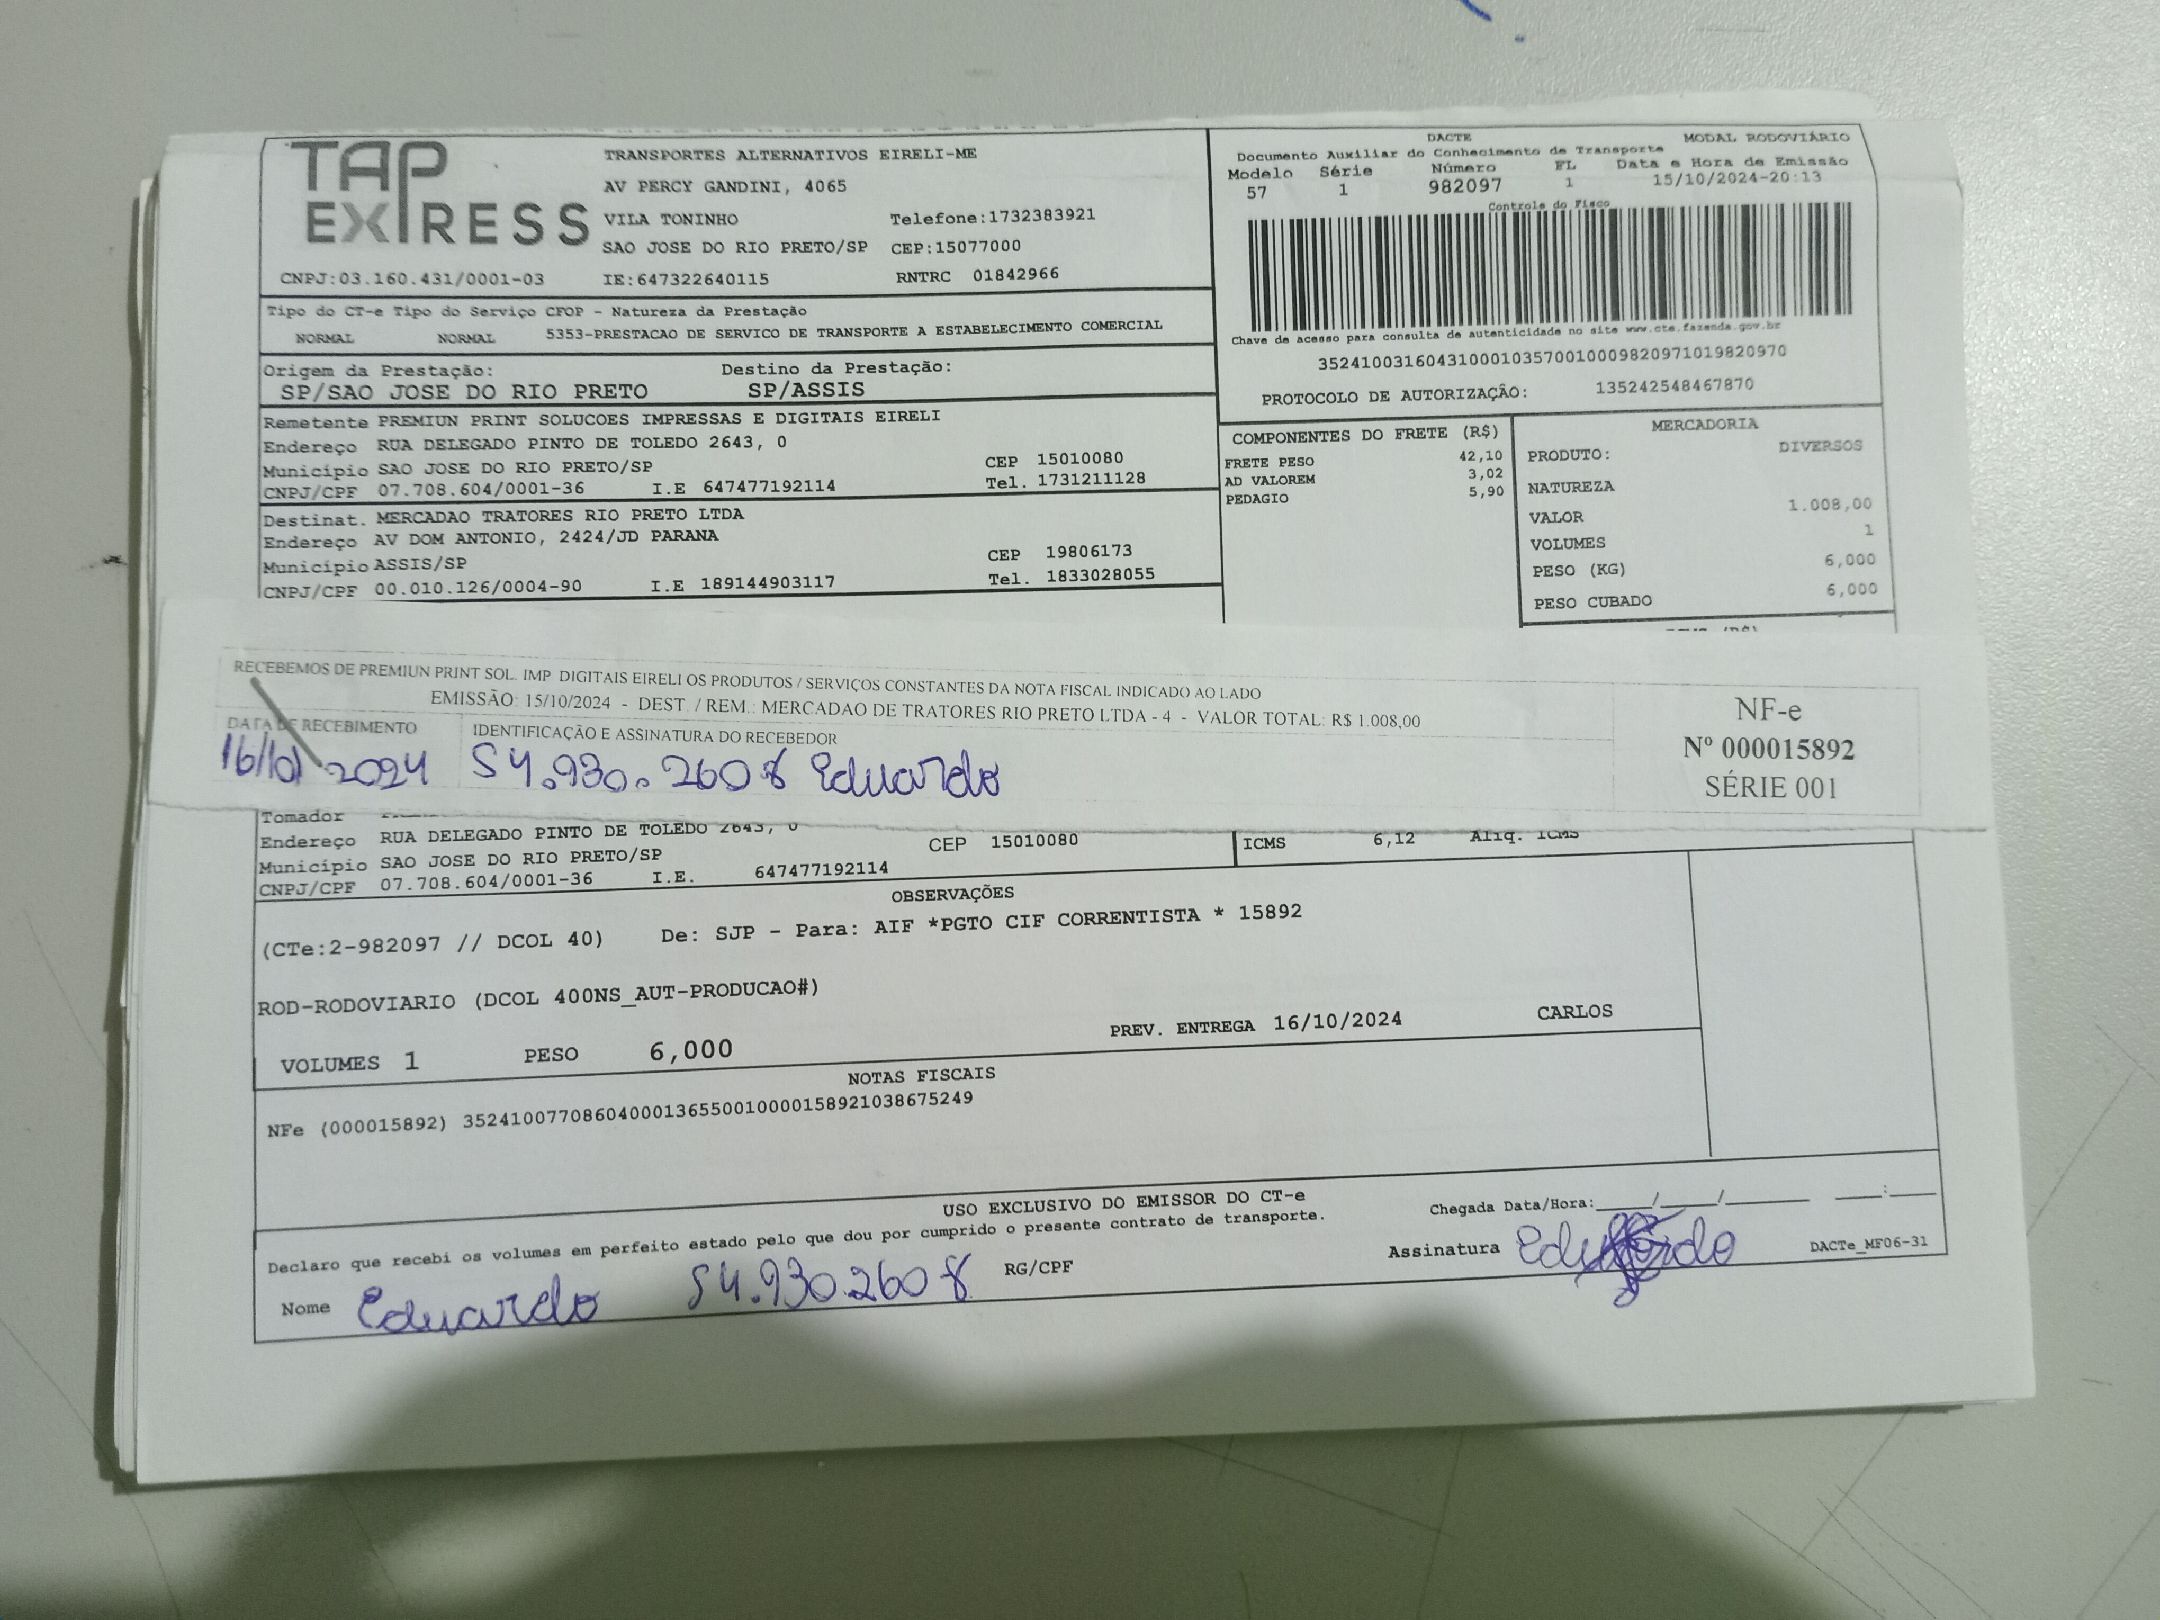 TAP EXPRESS
TRANSPORTES ALTERNATIVOS EIRELI-ME
AV PERCY GANDINI, 4065
VILA TONINHO Telefone:1732383921
SAO JOSE DO RIO PRETO/SP CEP:15077000
CNPJ:03.160.431/0001-03 IE:647322640115 RNTRC 01842966
DACTE MODAL RODOVIÁRIO
Documento Auxiliar do Conhecimento de Transporte
Modelo Série Número FL Data e Hora de Emissão
57 1 982097 1 15/10/2024-20:13
Controle do Fisco
Chave de acesso para consulta de autenticidade no site www.cte.fazenda.gov.br
35241003160431000103570010009820971019820970
PROTOCOLO DE AUTORIZAÇÃO: 135242548467870
Tipo do CT-e Tipo do Serviço CFOP - Natureza da Prestação
NORMAL NORMAL 5353-PRESTACAO DE SERVICO DE TRANSPORTE A ESTABELECIMENTO COMERCIAL
Origem da Prestação: Destino da Prestação:
SP/SAO JOSE DO RIO PRETO SP/ASSIS
Remetente PREMIUN PRINT SOLUCOES IMPRESSAS E DIGITAIS EIRELI
Endereço RUA DELEGADO PINTO DE TOLEDO 2643, 0
Município SAO JOSE DO RIO PRETO/SP CEP 15010080
CNPJ/CPF 07.708.604/0001-36 I.E 647477192114 Tel. 1731211128
Destinat. MERCADAO TRATORES RIO PRETO LTDA
Endereço AV DOM ANTONIO, 2424/JD PARANA
Município ASSIS/SP CEP 19806173
CNPJ/CPF 00.010.126/0004-90 I.E 189144903117 Tel. 1833028055
COMPONENTES DO FRETE (R$)
FRETE PESO 42,10
AD VALOREM 3,02
PEDAGIO 5,90
MERCADORIA
PRODUTO: DIVERSOS
NATUREZA
VALOR 1.008,00
VOLUMES 1
PESO (KG) 6,000
PESO CUBADO 6,000
RECEBEMOS DE PREMIUN PRINT SOL. IMP DIGITAIS EIRELI OS PRODUTOS / SERVIÇOS CONSTANTES DA NOTA FISCAL INDICADO AO LADO
EMISSÃO: 15/10/2024 - DEST. / REM.: MERCADAO DE TRATORES RIO PRETO LTDA - 4 - VALOR TOTAL: R$ 1.008,00
DATA DE RECEBIMENTO IDENTIFICAÇÃO E ASSINATURA DO RECEBEDOR
16/10/2024 54.930.260 8 Eduardo
NF-e
Nº 000015892
SÉRIE 001
Tomador
Endereço RUA DELEGADO PINTO DE TOLEDO 2643, 0
Município SAO JOSE DO RIO PRETO/SP CEP 15010080
CNPJ/CPF 07.708.604/0001-36 I.E. 647477192114
ICMS 6,12 Aliq. ICMS
OBSERVAÇÕES
(CTe:2-982097 // DCOL 40) De: SJP - Para: AIF *PGTO CIF CORRENTISTA * 15892
ROD-RODOVIARIO (DCOL 400NS_AUT-PRODUCAO#)
VOLUMES 1 PESO 6,000 PREV. ENTREGA 16/10/2024 CARLOS
NOTAS FISCAIS
NFe (000015892) 35241007708604000136550010000158921038675249
USO EXCLUSIVO DO EMISSOR DO CT-e
Declaro que recebi os volumes em perfeito estado pelo que dou por cumprido o presente contrato de transporte.
Chegada Data/Hora:____/____/______ ____:____
Nome Eduardo 54.930.260 8 RG/CPF
Assinatura Eduardo DACTe_MF06-31